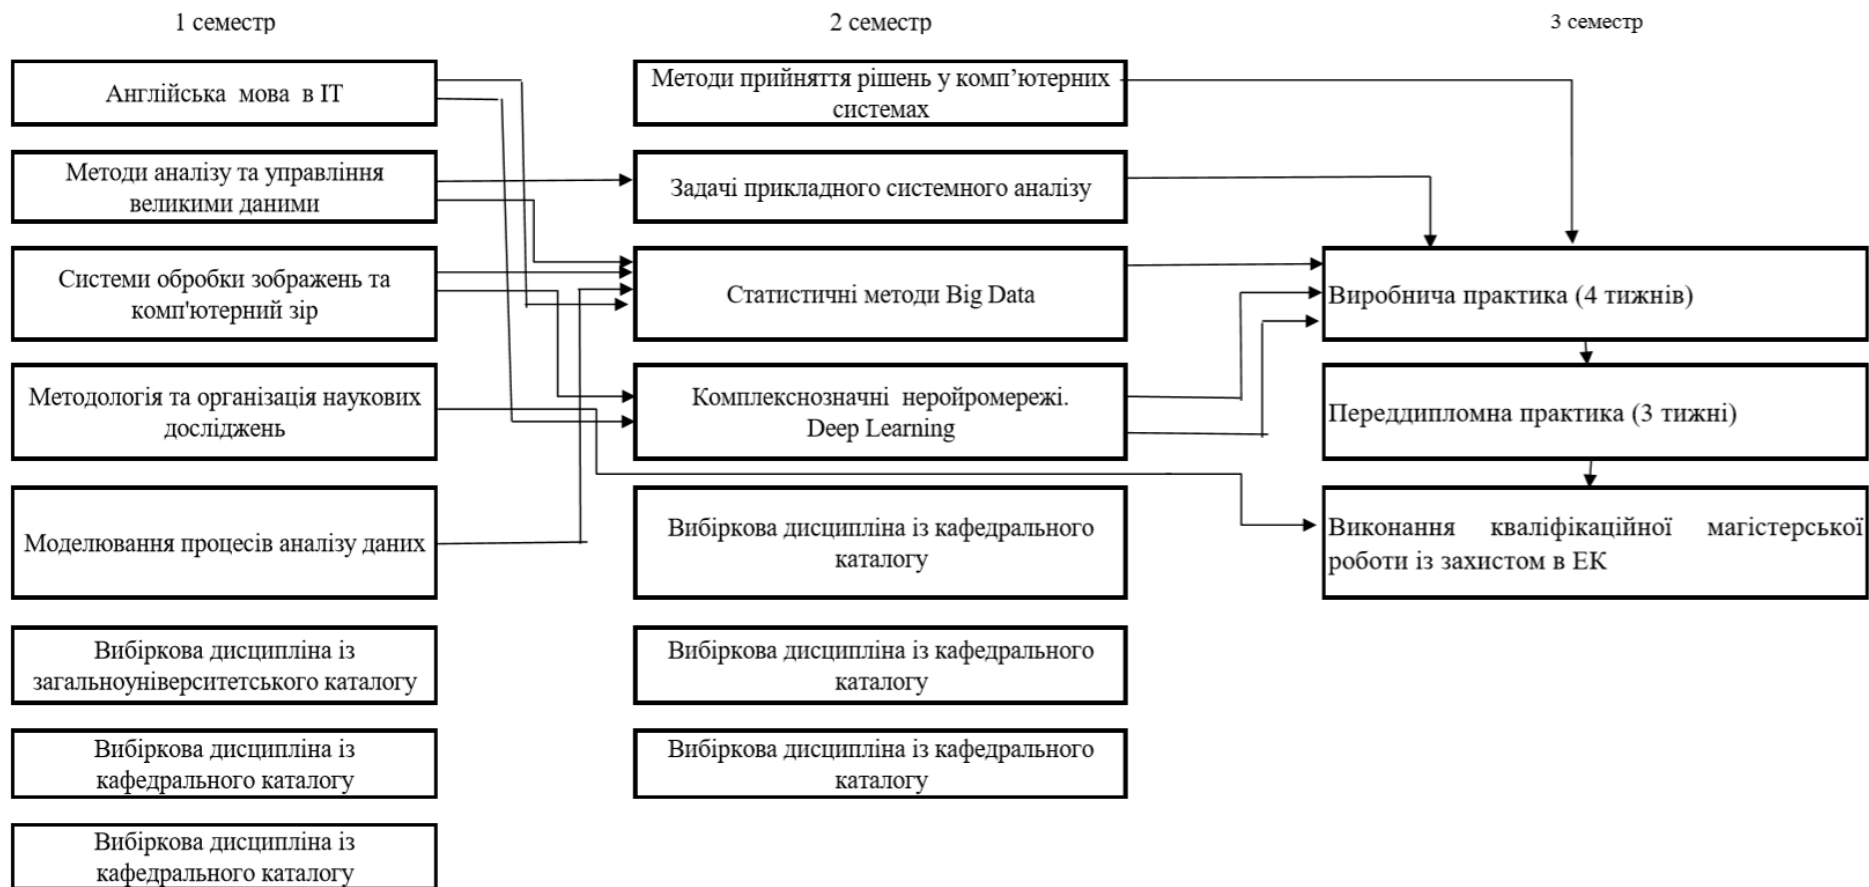 1 семестр
2 семестр
3 семестр
Англійська мова в ІТ
Методи аналізу та управління
великими даними
Системи обробки зображень та
комп'ютерний зір
Методологія та організація наукових
досліджень
Моделювання процесів аналізу даних
Вибіркова дисципліна із
загальноуніверситетського каталогу
Вибіркова дисципліна із
кафедрального каталогу
Вибіркова дисципліна із
кафедрального каталогу
Методи прийняття рішень у комп’ютерних
системах
Задачі прикладного системного аналізу
Статистичні методи Big Data
Комплекснозначні неройромережі.
Deep Learning
Вибіркова дисципліна із кафедрального
каталогу
Вибіркова дисципліна із кафедрального
каталогу
Вибіркова дисципліна із кафедрального
каталогу
Виробнича практика (4 тижнів)
Переддипломна практика (3 тижні)
Виконання кваліфікаційної магістерської
роботи із захистом в ЕК